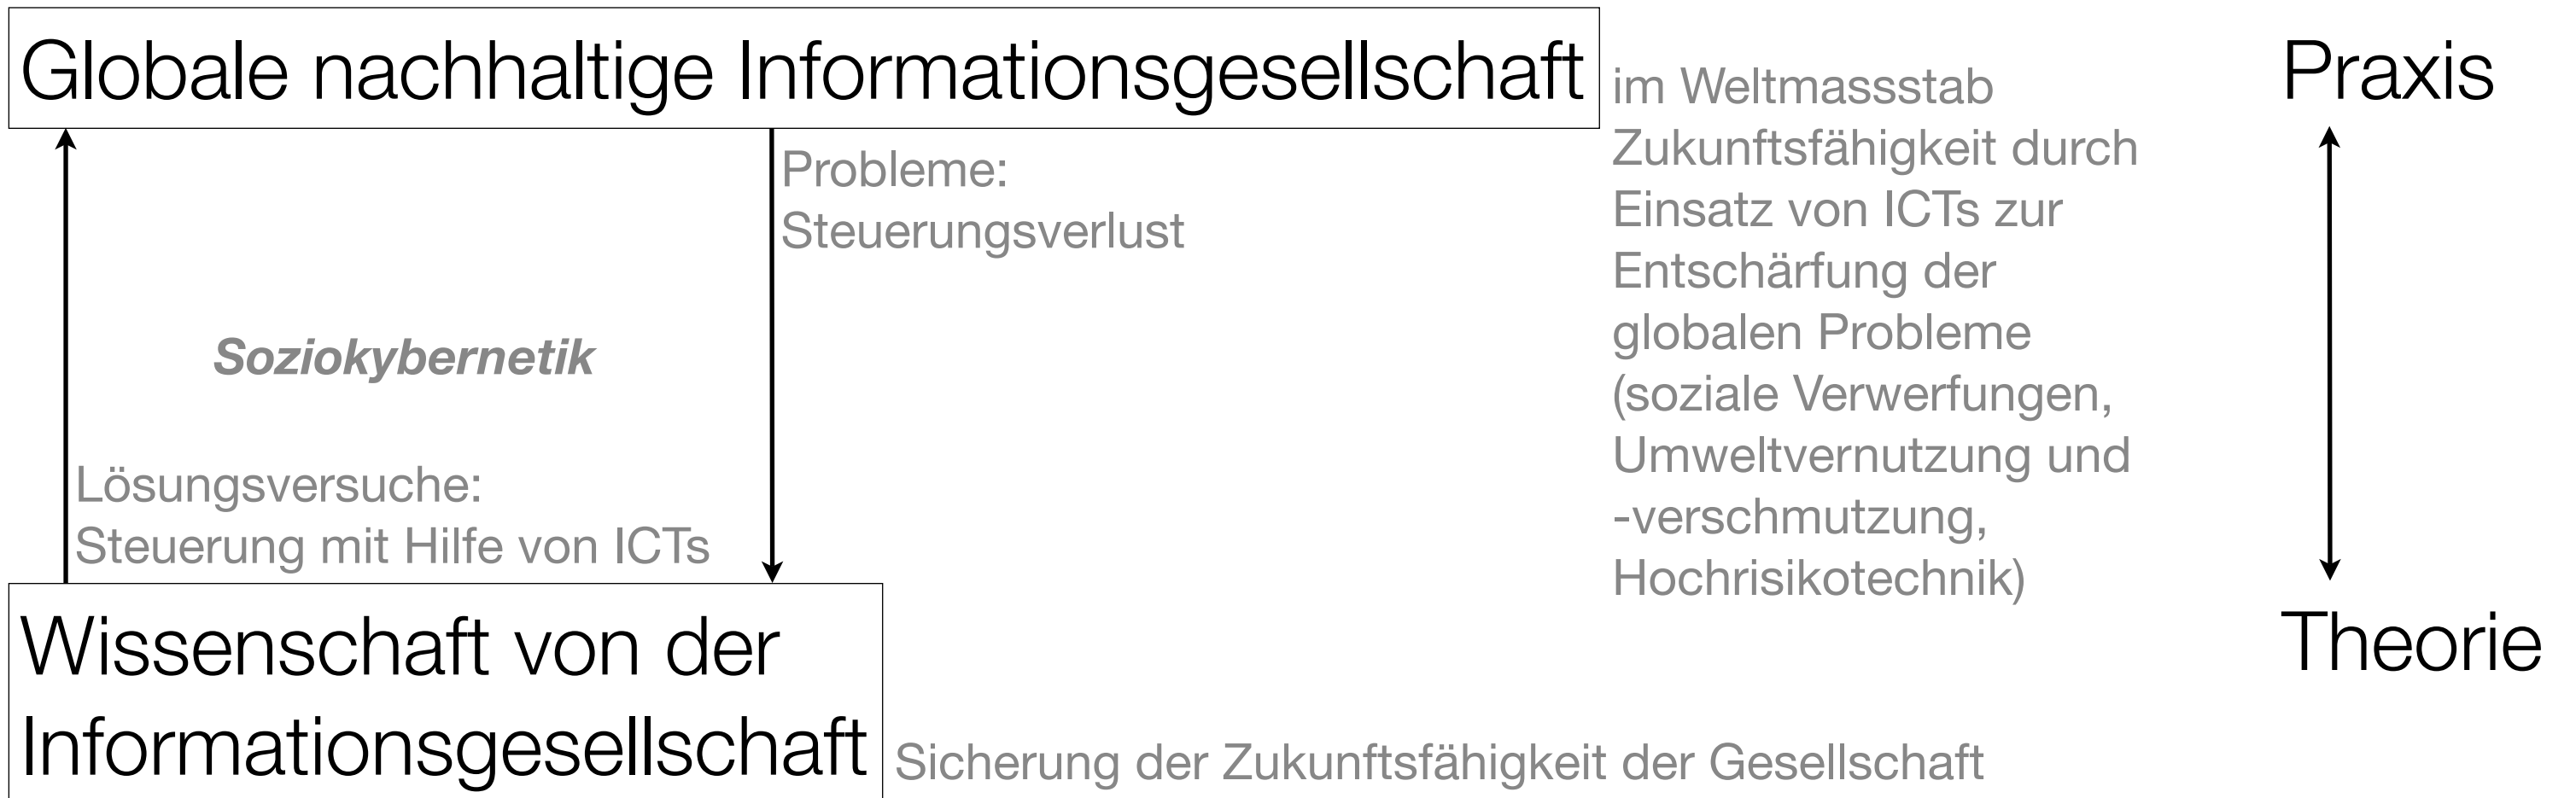 Globale nachhaltige Informationsgesellschaft
im Weltmassstab
Zukunftsfähigkeit durch
Einsatz von ICTs zur
Entschärfung der
globalen Probleme
(soziale Verwerfungen,
Umweltvernutzung und
-verschmutzung,
Hochrisikotechnik)
Praxis
Probleme:
Steuerungsverlust
Soziokybernetik
Lösungsversuche:
Steuerung mit Hilfe von ICTs
Wissenschaft von der
Informationsgesellschaft
Sicherung der Zukunftsfähigkeit der Gesellschaft
Theorie